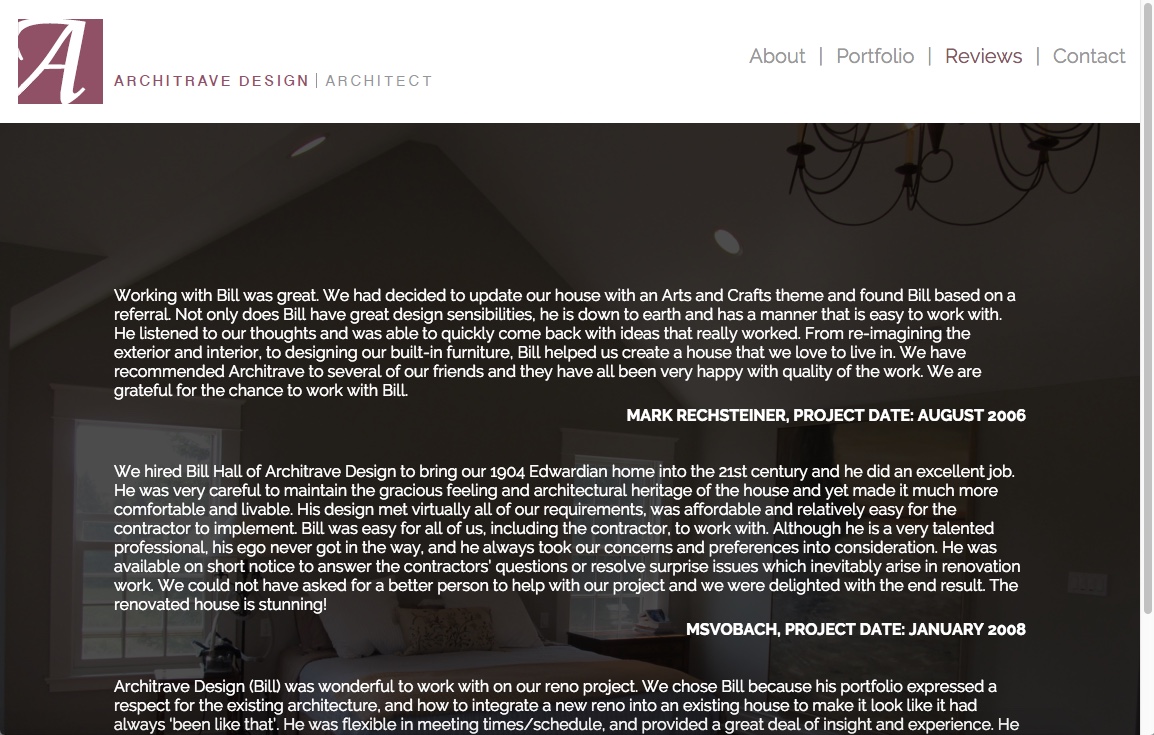 A
ARCHITRAVE DESIGN | ARCHITECT
About | Portfolio | Reviews | Contact
Working with Bill was great. We had decided to update our house with an Arts and Crafts theme and found Bill based on a
referral. Not only does Bill have great design sensibilities, he is down to earth and has a manner that is easy to work with.
He listened to our thoughts and was able to quickly come back with ideas that really worked. From re-imagining the
exterior and interior, to designing our built-in furniture, Bill helped us create a house that we love to live in. We have
recommended Architrave to several of our friends and they have all been very happy with quality of the work. We are
grateful for the chance to work with Bill.
MARK RECHSTEINER, PROJECT DATE: AUGUST 2006
We hired Bill Hall of Architrave Design to bring our 1904 Edwardian home into the 21st century and he did an excellent job.
He was very careful to maintain the gracious feeling and architectural heritage of the house and yet made it much more
comfortable and livable. His design met virtually all of our requirements, was affordable and relatively easy for the
contractor to implement. Bill was easy for all of us, including the contractor, to work with. Although he is a very talented
professional, his ego never got in the way, and he always took our concerns and preferences into consideration. He was
available on short notice to answer the contractors' questions or resolve surprise issues which inevitably arise in renovation
work. We could not have asked for a better person to help with our project and we were delighted with the end result. The
renovated house is stunning!
MSVOBACH, PROJECT DATE: JANUARY 2008
Architrave Design (Bill) was wonderful to work with on our reno project. We chose Bill because his portfolio expressed a
respect for the existing architecture, and how to integrate a new reno into an existing house to make it look like it had
always 'been like that'. He was flexible in meeting times/schedule, and provided a great deal of insight and experience. He